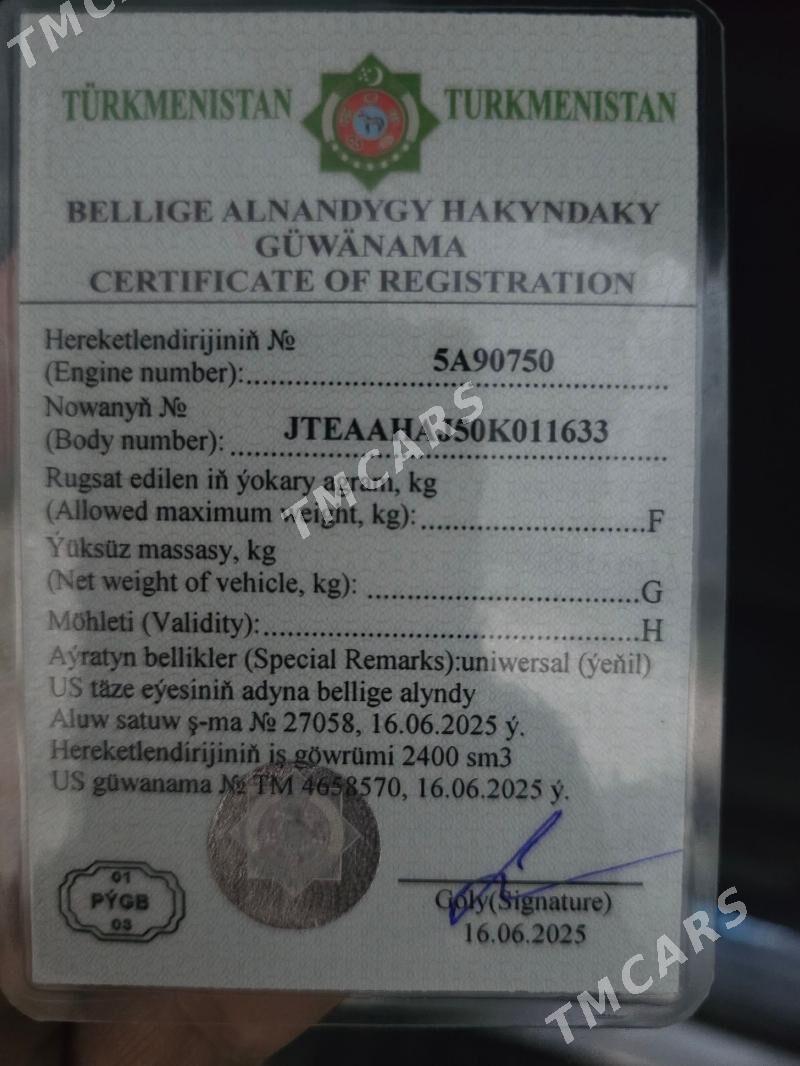 TMCARS
TÜRKMENISTAN TURKMENISTAN
BELLIGE ALNANDYGY HAKYNDAKY
GÜWÄNAMA
CERTIFICATE OF REGISTRATION
Hereketlendirijiniň №
(Engine number):..........5A90750..........
Nowanyň №
(Body number):..........JTEAAHAJ50K011633..........
Rugsat edilen iň ýokary agram, kg
(Allowed maximum weight, kg):..............................F
Ýüksüz massasy, kg
(Net weight of vehicle, kg): ....................................G
Möhleti (Validity):..................................................H
Aýratyn bellikler (Special Remarks):uniwersal (ýeňil)
US täze eýesiniň adyna bellige alyndy
Aluw satuw ş-ma № 27058, 16.06.2025 ý.
Hereketlendirijiniň iş göwrümi 2400 sm3
US güwanama № TM 4658570, 16.06.2025 ý.
01
PÝGB
03
Goly(Signature)
16.06.2025
TMCARS
TMCARS